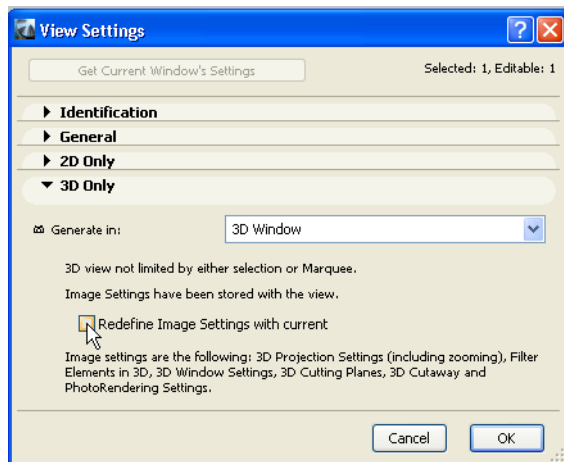 View Settings
Get Current Window's Settings
Selected: 1, Editable: 1
Identification
General
2D Only
3D Only
Generate in:
3D Window
3D view not limited by either selection or Marquee.
Image Settings have been stored with the view.
Redefine Image Settings with current
Image settings are the following: 3D Projection Settings (including zooming), Filter
Elements in 3D, 3D Window Settings, 3D Cutting Planes, 3D Cutaway and
PhotoRendering Settings.
Cancel
OK